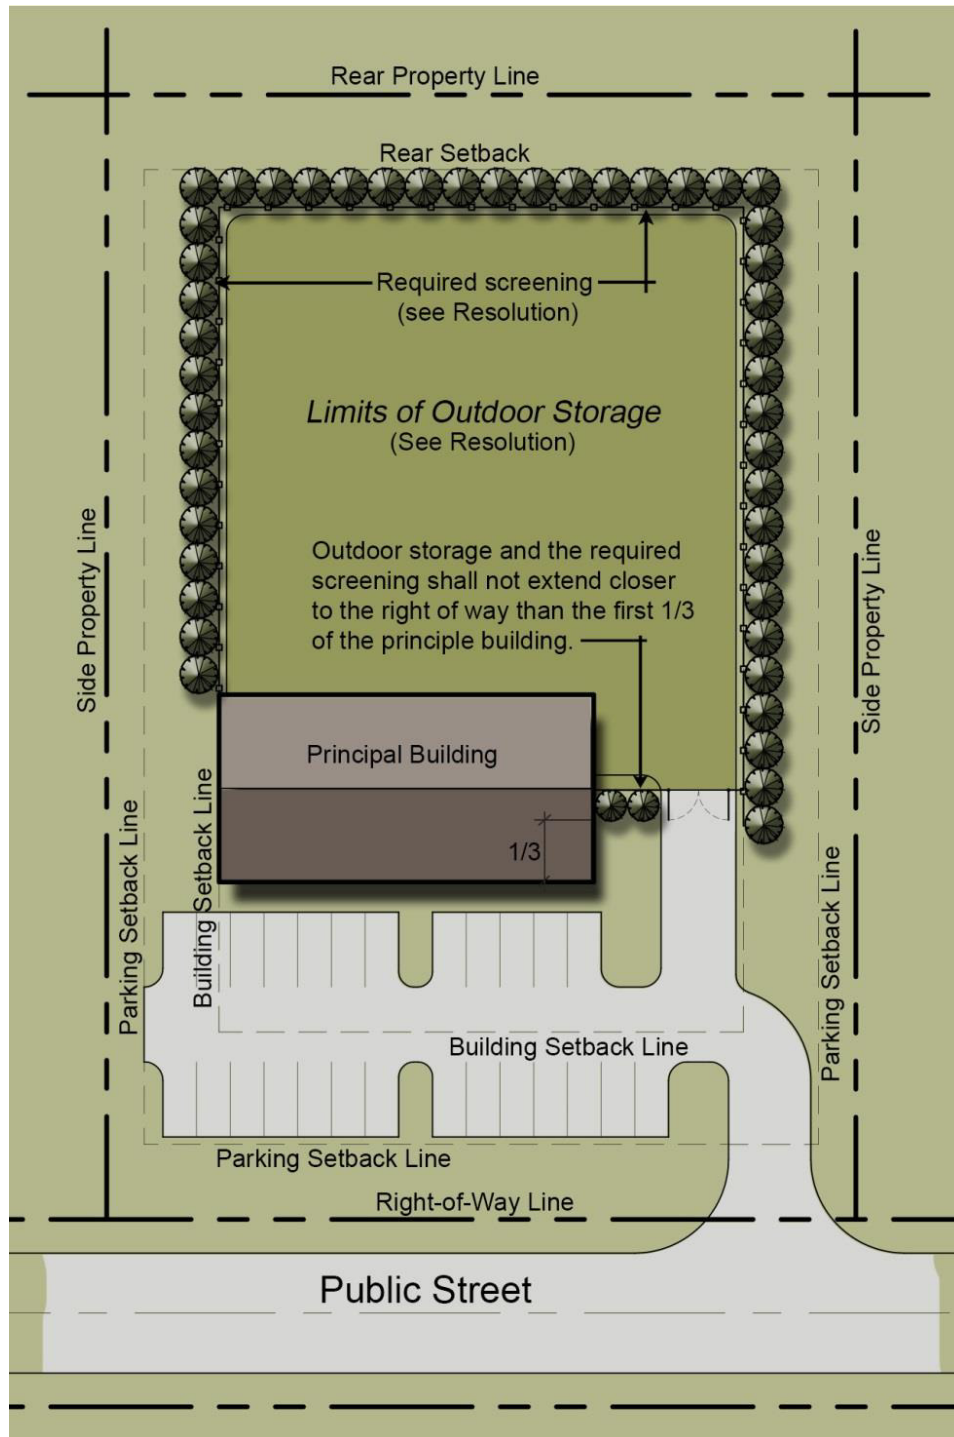 Rear Property Line
Rear Setback
Required screening
(see Resolution)
Limits of Outdoor Storage
(See Resolution)
Outdoor storage and the required
screening shall not extend closer
to the right of way than the first 1/3
of the principle building.
Side Property Line
Side Property Line
Principal Building
1/3
Parking Setback Line
Building Setback Line
Parking Setback Line
Building Setback Line
Parking Setback Line
Right-of-Way Line
Public Street